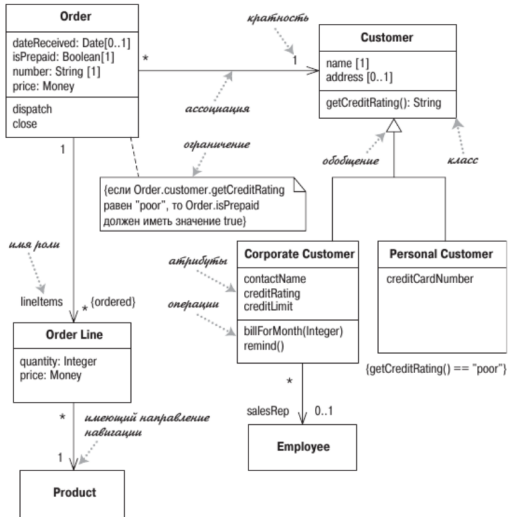 Order
dateReceived: Date[0..1]
isPrepaid: Boolean[1]
number: String [1]
price: Money
dispatch
close
*
1
кратность
ассоциация
Customer
name [1]
address [0..1]
getCreditRating(): String
ограничение
обобщение
класс
1
{если Order.customer.getCreditRating
равен "poor", то Order.isPrepaid
должен иметь значение true}
имя роли
lineItems
* {ordered}
атрибуты
операции
Corporate Customer
contactName
creditRating
creditLimit
billForMonth(Integer)
remind()
Personal Customer
creditCardNumber
{getCreditRating() == "poor"}
Order Line
quantity: Integer
price: Money
*
имеющий направление
навигации
1
Product
*
salesRep
0..1
Employee